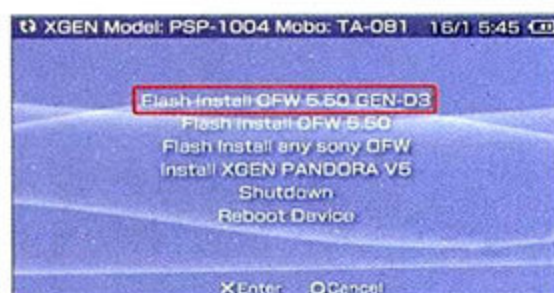 XGEN Model: PSP-1004 Mobo: TA-081 16/1 5:45
Flash Install CFW 5.50 GEN-D3
Flash Install OFW 5.50
Flash Install any sony OFW
Install XGEN PANDORA V5
Shutdown
Reboot Device
X Enter O Cancel